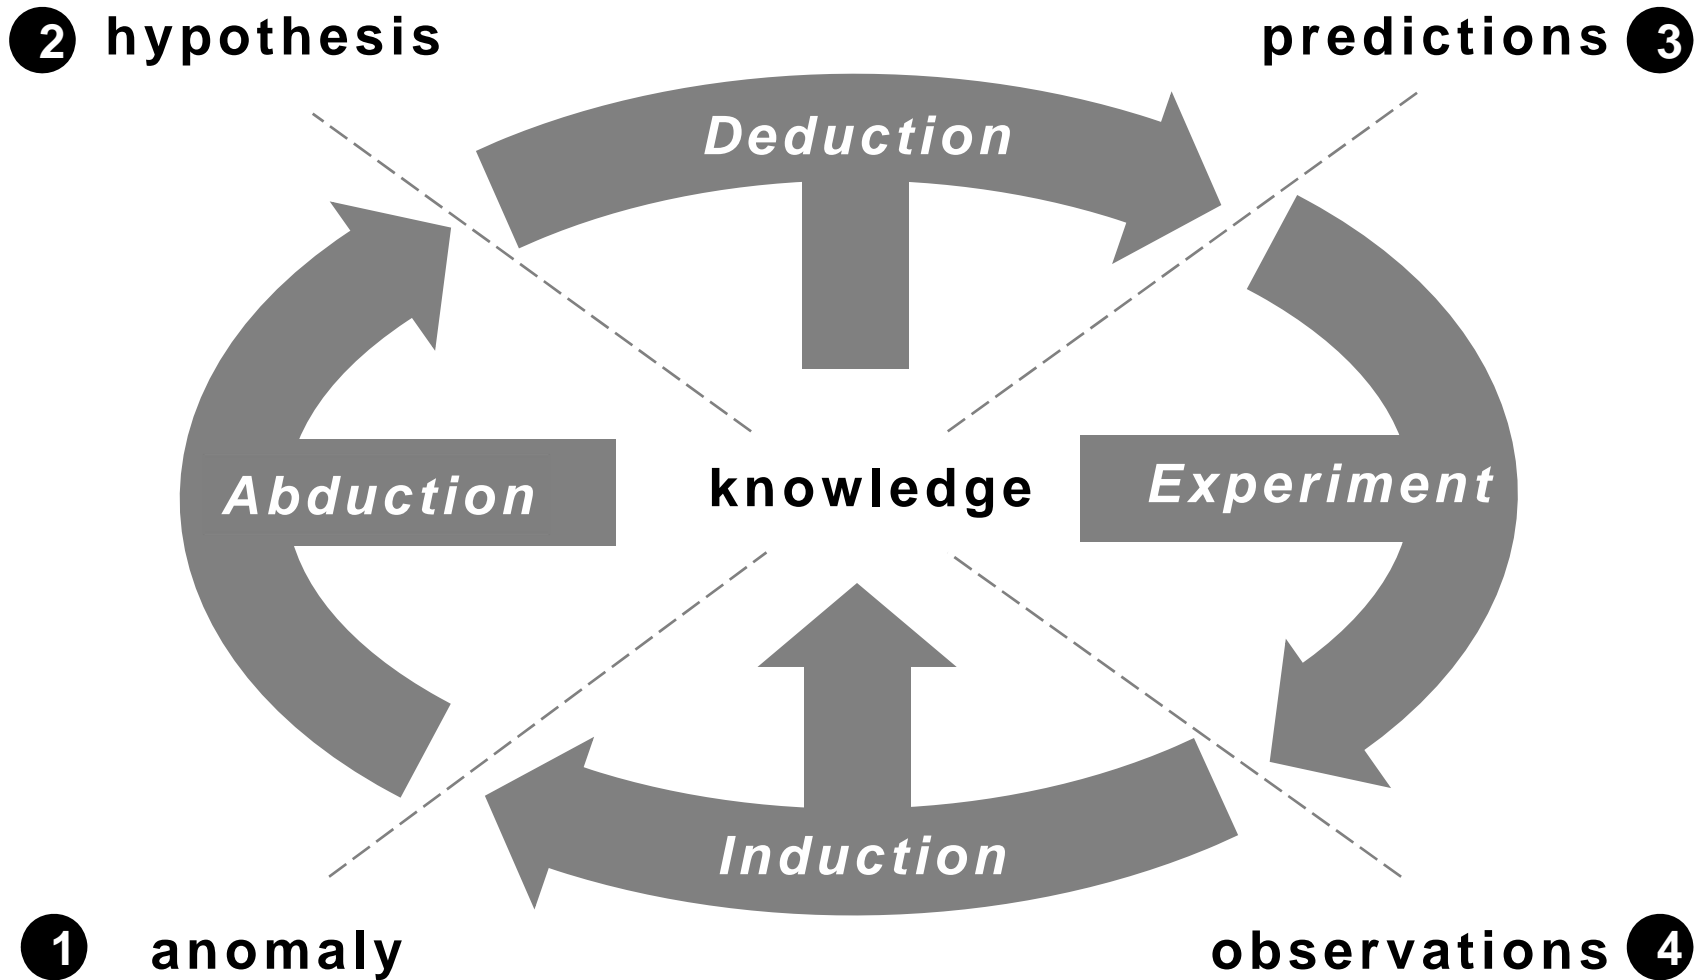 2 hypothesis
predictions 3
Deduction
Abduction
knowledge
Experiment
Induction
1 anomaly
observations 4